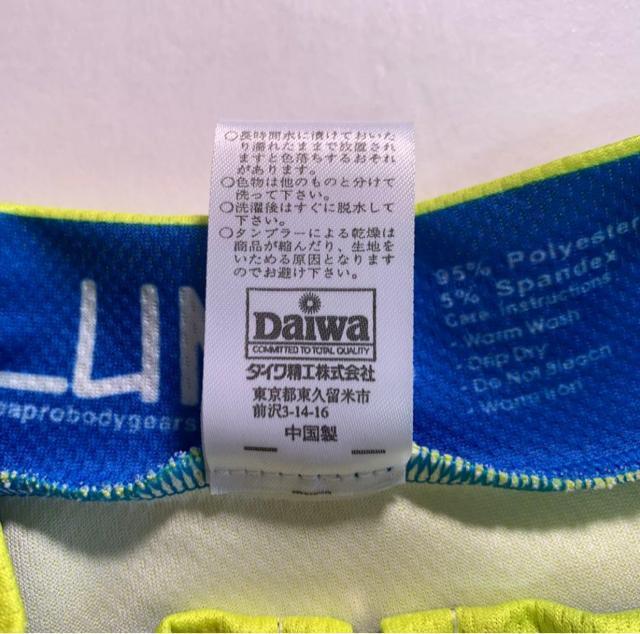 ○長時間水に漬けておいた
り濡れたままで放置され
ますと色落ちするおそれ
があります。
○色物は他のものと分けて
洗って下さい。
○洗濯後はすぐに脱水して
下さい。
○タンブラーによる乾燥は
商品が縮んだり、生地を
いためる原因となります
のでお避け下さい。
Daiwa
COMMITTED TO TOTAL QUALITY
ダイワ精工株式会社
東京都東久留米市
前沢3-14-16
中国製
aprobodygears
95% Polyester
5% Spandex
Care Instructions
- Warm Wash
- Drip Dry
- Do Not Bleach
- Warm Iron